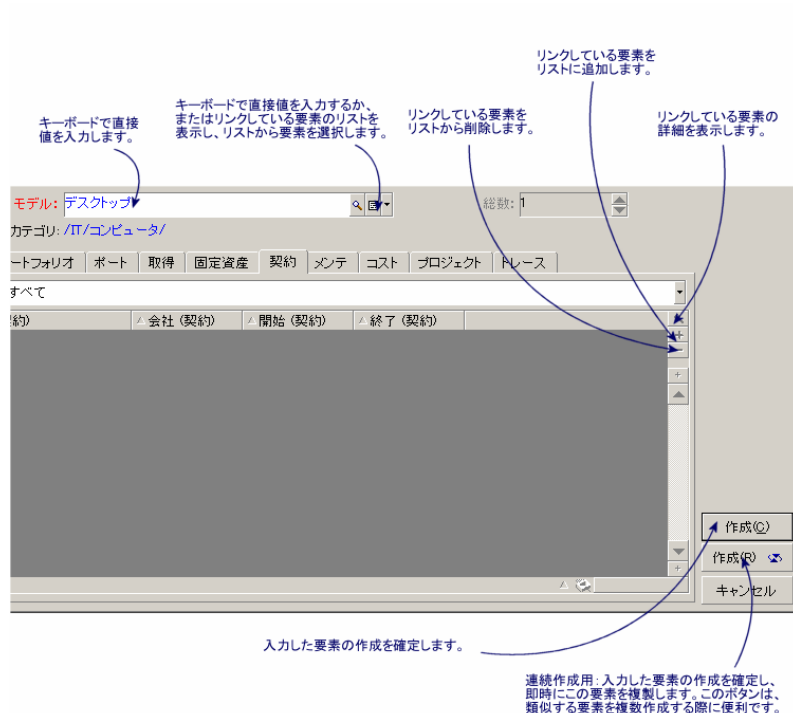 リンクしている要素を
リストに追加します。
キーボードで直接
値を入力します。
キーボードで直接値を入力するか、
またはリンクしている要素のリストを
表示し、リストから要素を選択します。
リンクしている要素を
リストから削除します。
リンクしている要素の
詳細を表示します。
モデル: デスクトップ 総数: 1
カテゴリ: /IT/コンピュータ/
ートフォリオ ポート 取得 固定資産 契約 メンテ コスト プロジェクト トレース
すべて
約) 会社 (契約) 開始 (契約) 終了 (契約)
作成(C)
作成(R)
キャンセル
入力した要素の作成を確定します。
連続作成用: 入力した要素の作成を確定し、
即時にこの要素を複製します。このボタンは、
類似する要素を複数作成する際に便利です。